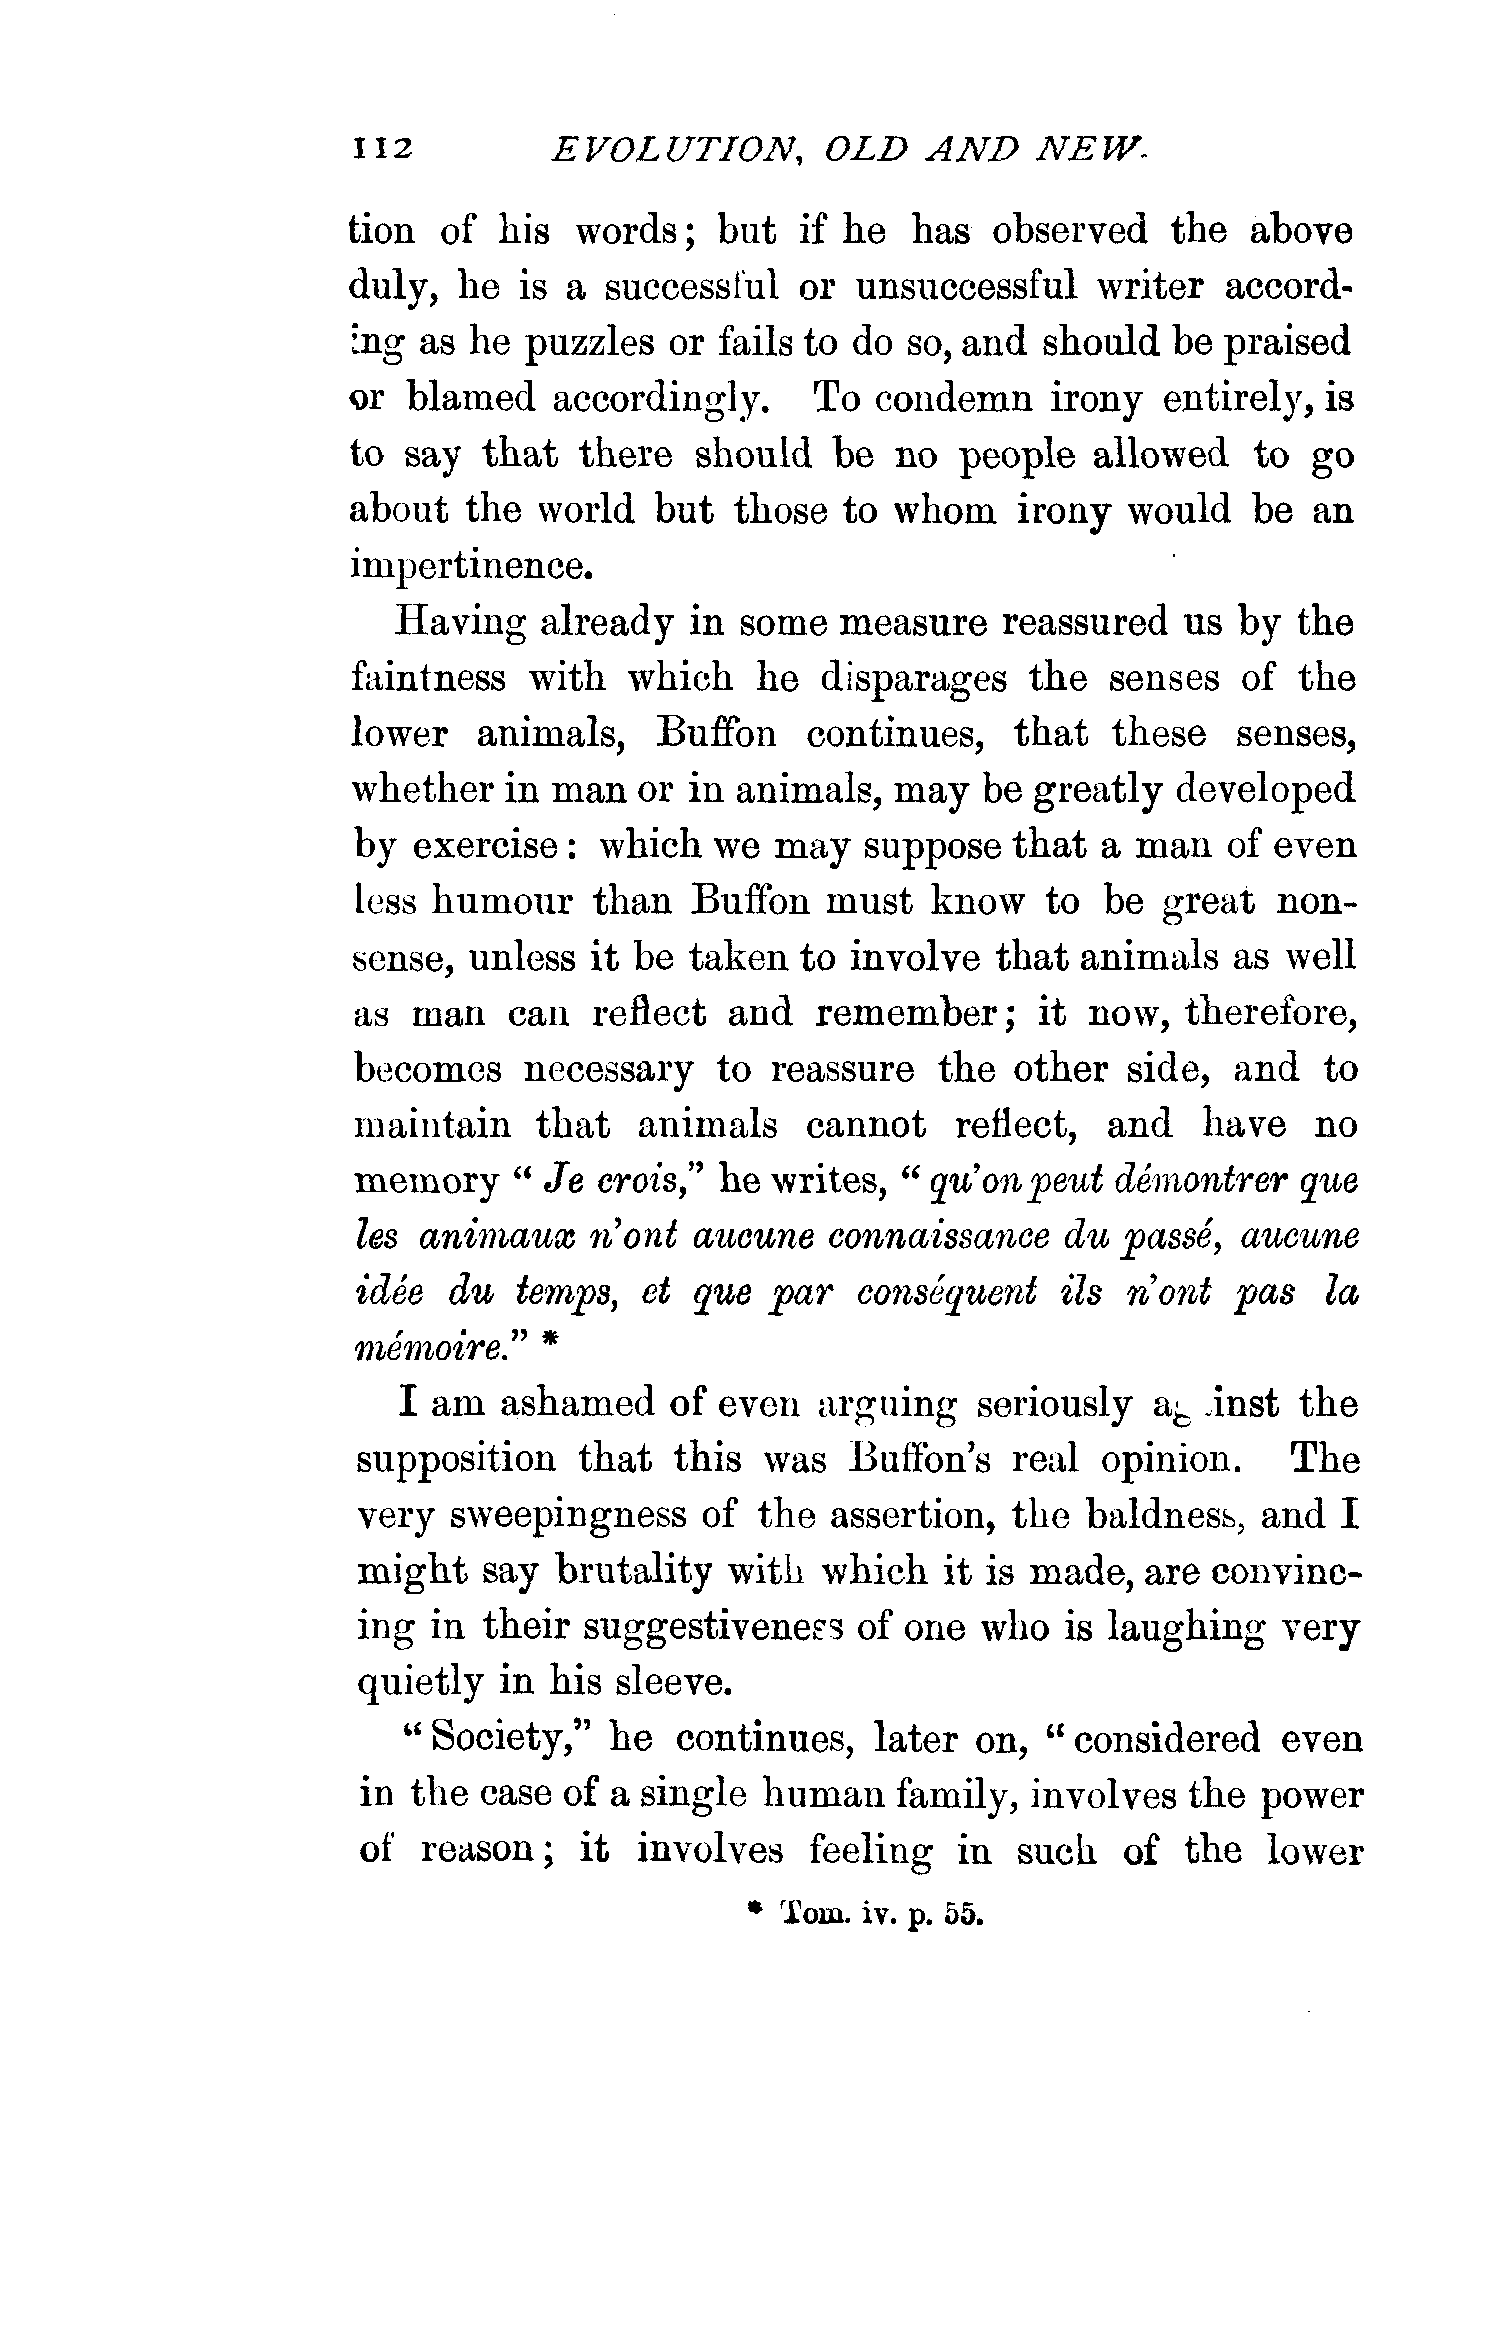 112 EVOLUTION, OLD AND NEW.
tion of his words; but if he has observed the above
duly, he is a successful or unsuccessful writer accord-
ing as he puzzles or fails to do so, and should be praised
or blamed accordingly. To condemn irony entirely, is
to say that there should be no people allowed to go
about the world but those to whom irony would be an
impertinence.
Having already in some measure reassured us by the
faintness with which he disparages the senses of the
lower animals, Buffon continues, that these senses,
whether in man or in animals, may be greatly developed
by exercise: which we may suppose that a man of even
less humour than Buffon must know to be great non-
sense, unless it be taken to involve that animals as well
as man can reflect and remember; it now, therefore,
becomes necessary to reassure the other side, and to
maintain that animals cannot reflect, and have no
memory "Je crois," he writes, "qu'on peut démontrer que
les animaux n'ont aucune connaissance du passé, aucune
idée du temps, et que par conséquent ils n'ont pas la
mémoire." *
I am ashamed of even arguing seriously against the
supposition that this was Buffon's real opinion. The
very sweepingness of the assertion, the baldness, and I
might say brutality with which it is made, are convinc-
ing in their suggestiveness of one who is laughing very
quietly in his sleeve.
"Society," he continues, later on, "considered even
in the case of a single human family, involves the power
of reason; it involves feeling in such of the lower
* Tom. iv. p. 55.